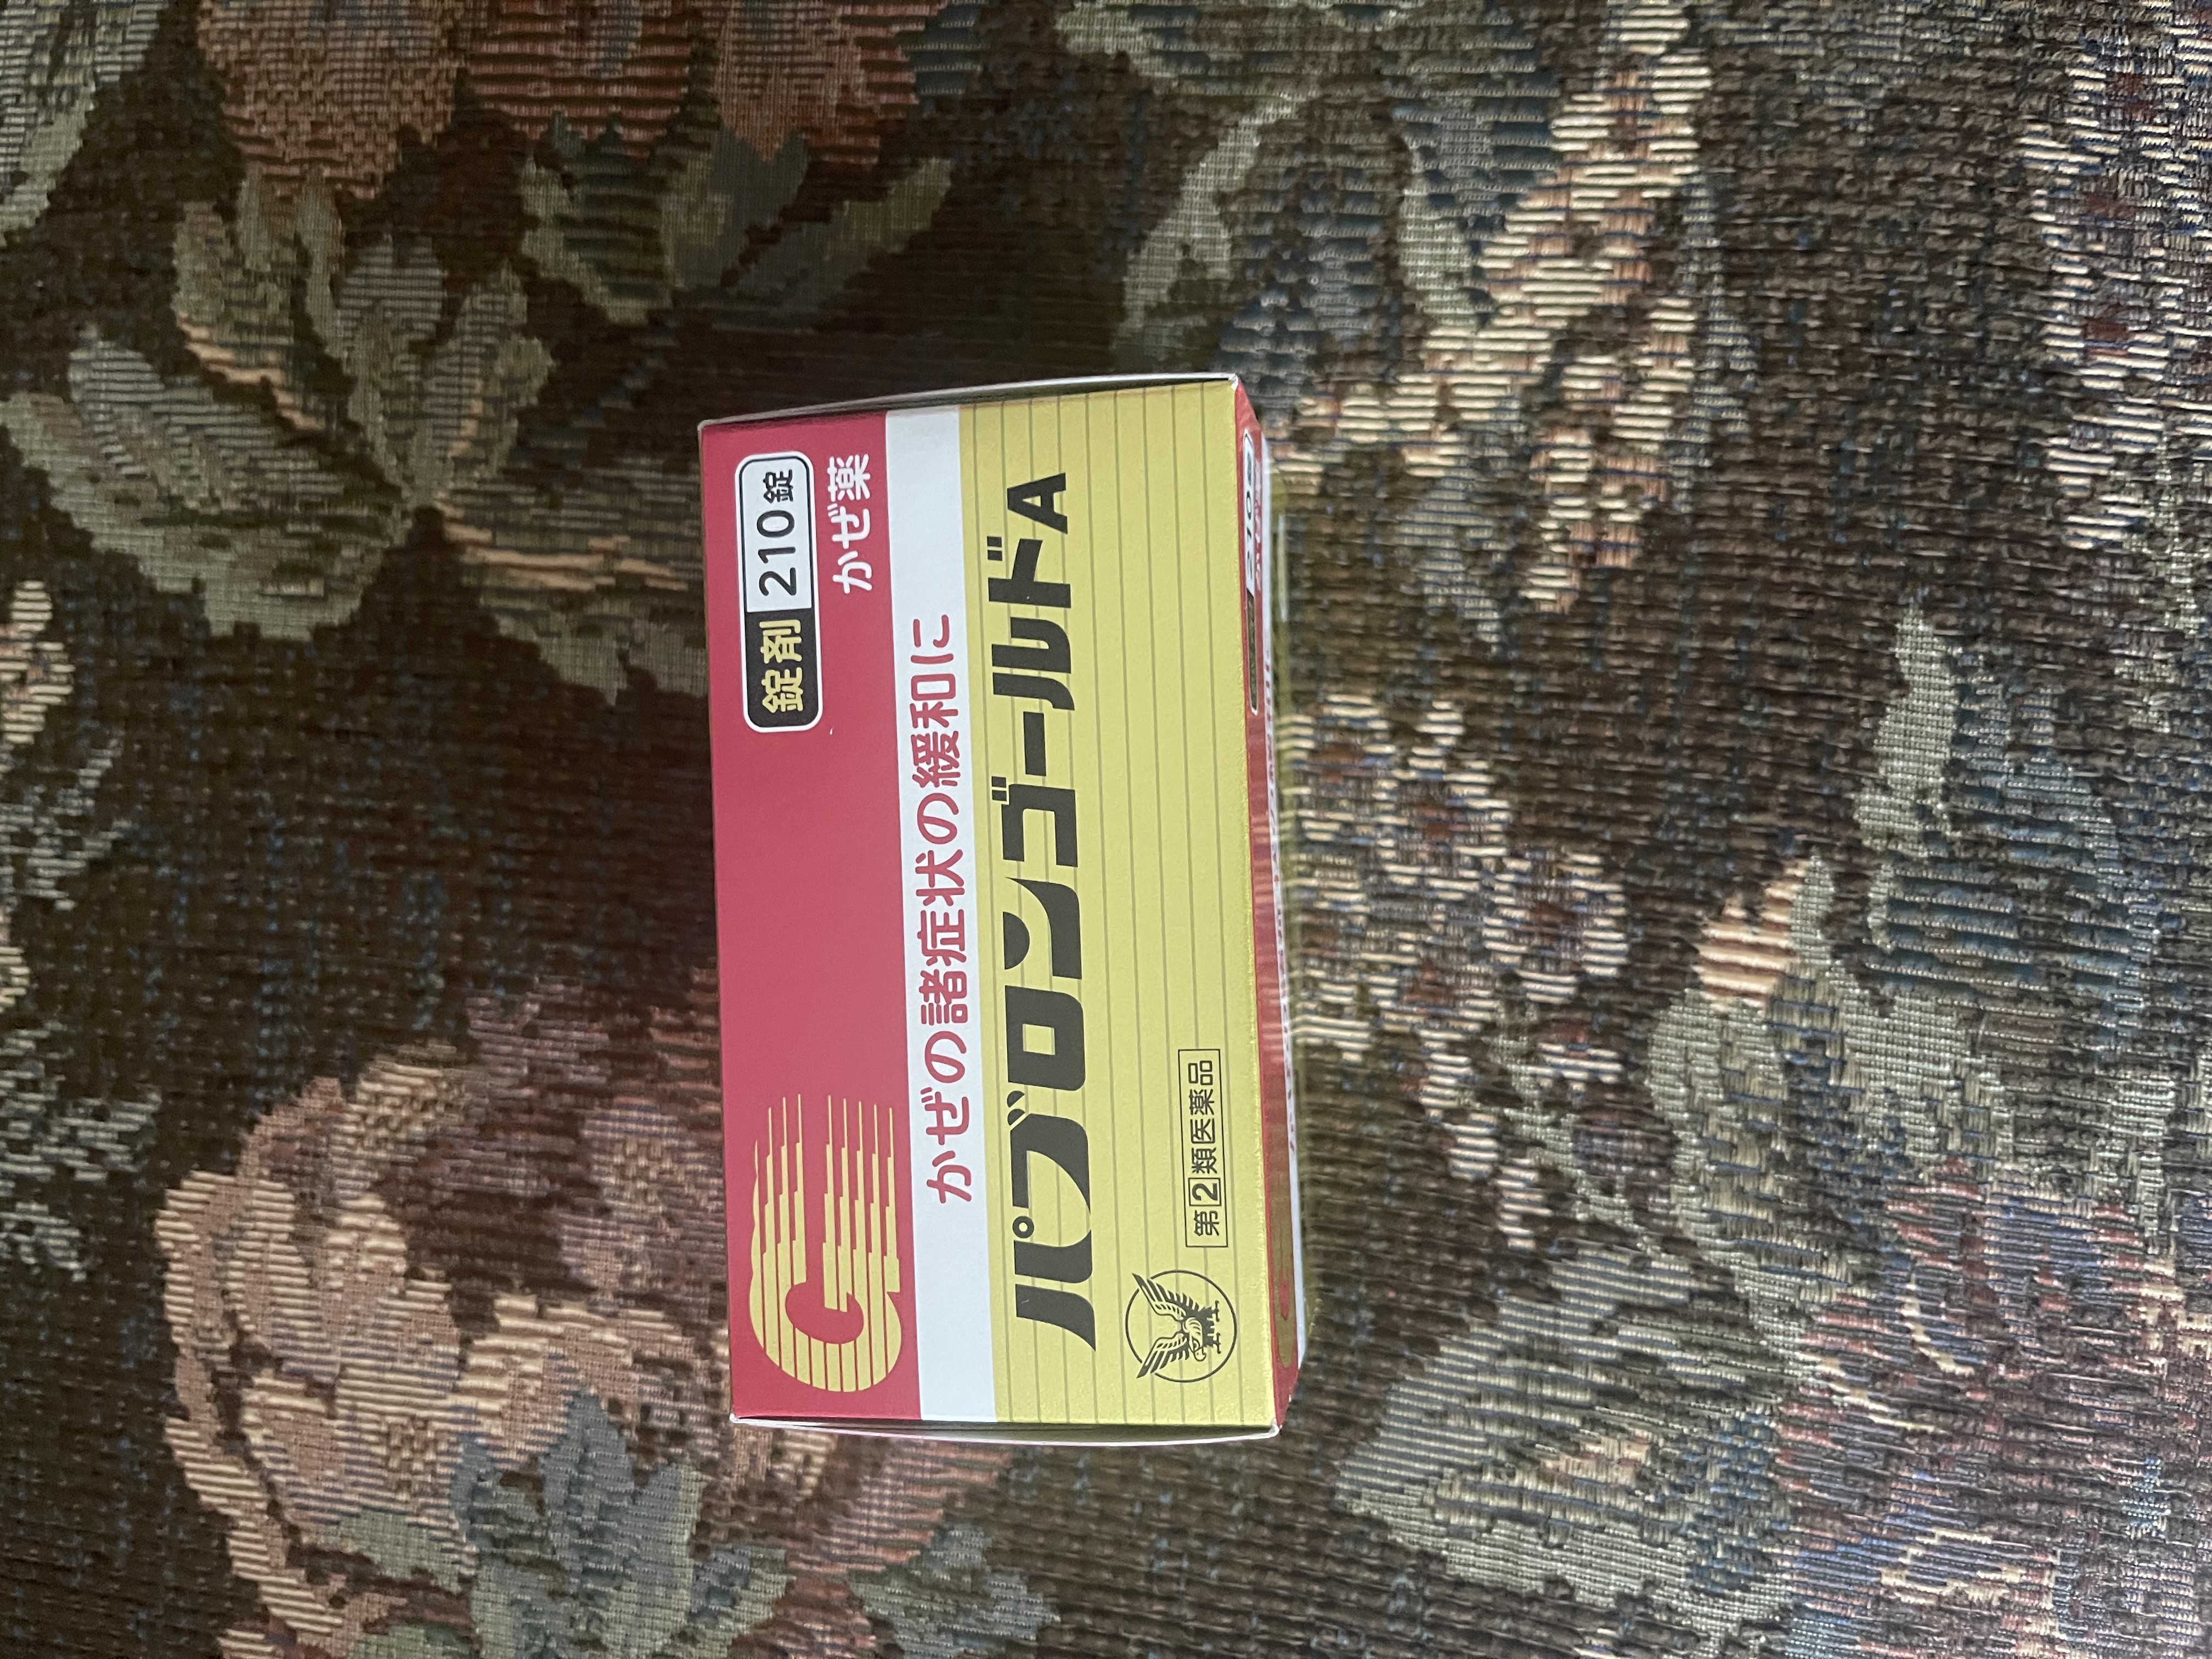 G
錠剤 210錠
かぜ薬
かぜの諸症状の緩和に
パブロンゴールドA
第2類医薬品